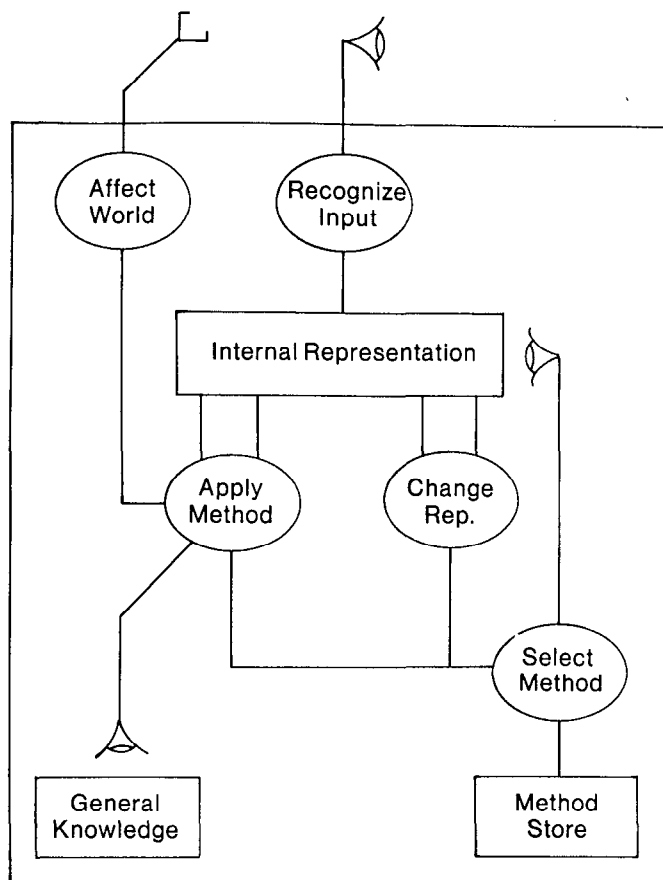 Affect
World
Recognize
Input
Internal Representation
Apply
Method
Change
Rep.
Select
Method
General
Knowledge
Method
Store